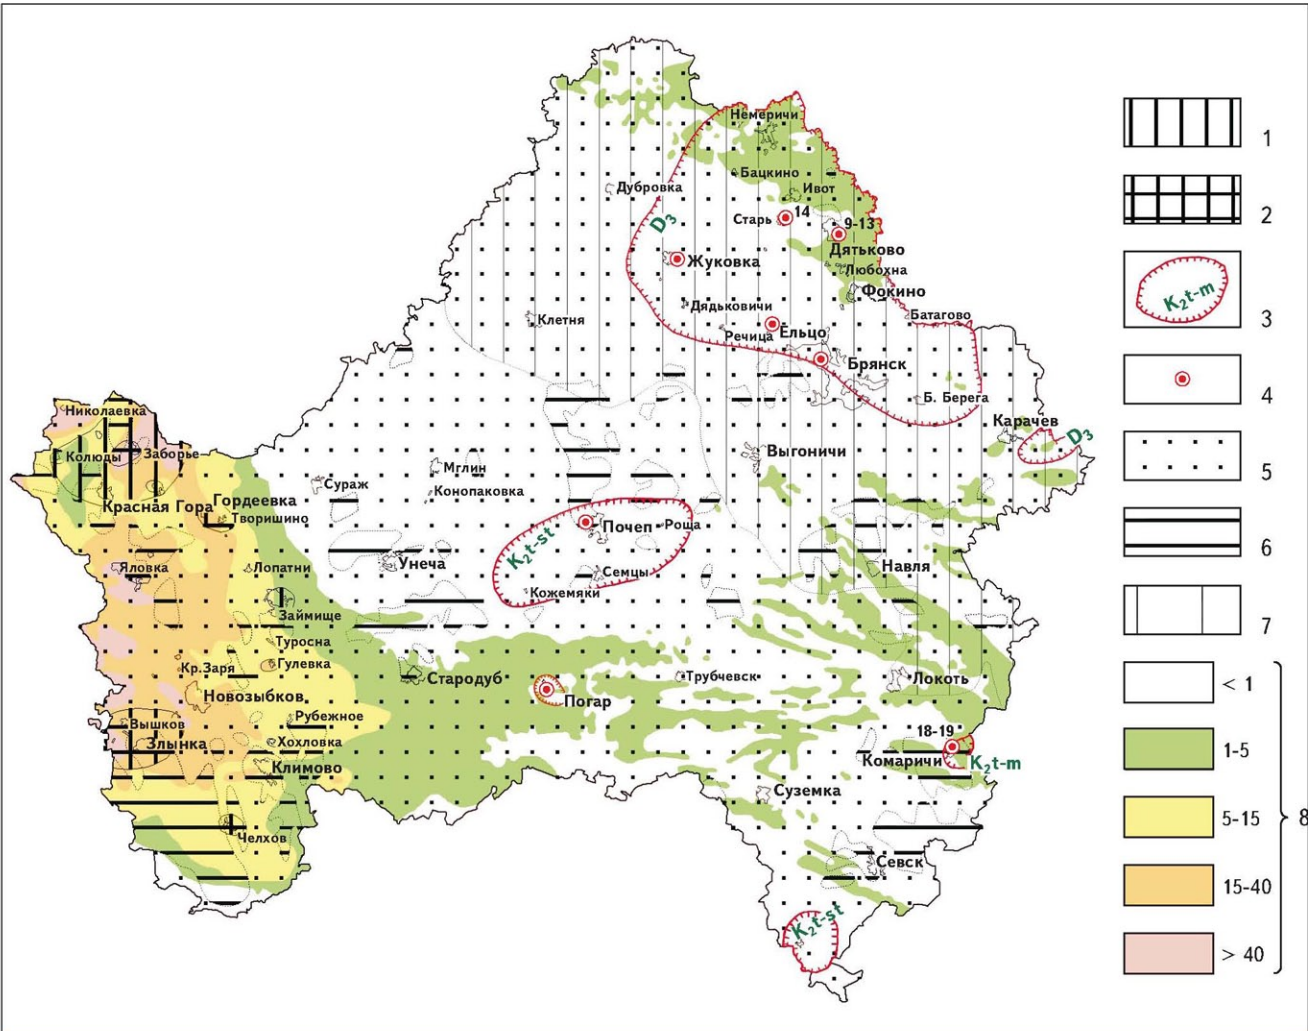 Немеричи
Бацкино
Дубровка
Ивот
Старь
14
9-13
D₃
Дятьково
Жуковка
Любохна
Фокино
Дядьковичи
Батагово
Клетня
Ельцо
Речица
Брянск
Б. Берега
Николаевка
Карачев
D₃
Колюды
Заборье
Выгоничи
Мглин
Сураж
Конопаковка
Красная Гора
Гордеевка
Творишино
Почеп
Роща
K₂t-st
Яловка
Лопатни
Унеча
Семцы
Навля
Кожемяки
Займище
Туросна
Гулевка
Кр.Заря
Стародуб
Трубчевск
Локоть
Новозыбков
Погар
Рубежное
Вышков
18-19
Злынка
Хохловка
Комаричи
K₂t-m
Климово
Суземка
Челхов
Севск
K₂t-st
1
2
K₂t-m
3
4
5
6
7
< 1
1-5
5-15
15-40
> 40
8